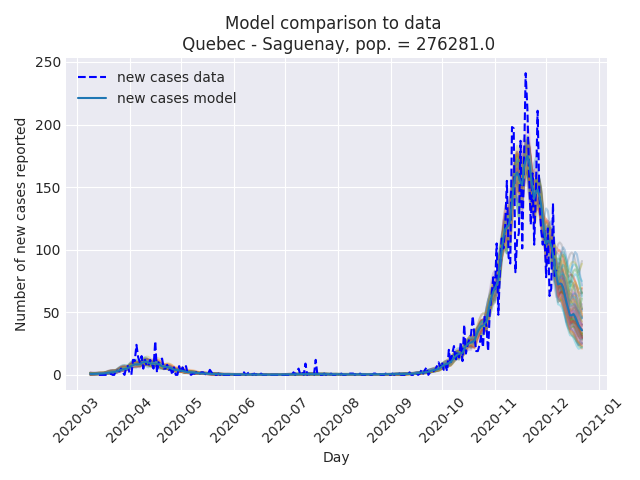 Model comparison to data
Quebec - Saguenay, pop. = 276281.0
new cases data
new cases model
Number of new cases reported
250
200
150
100
50
0
2020-03
2020-04
2020-05
2020-06
2020-07
2020-08
2020-09
2020-10
2020-11
2020-12
2021-01
Day